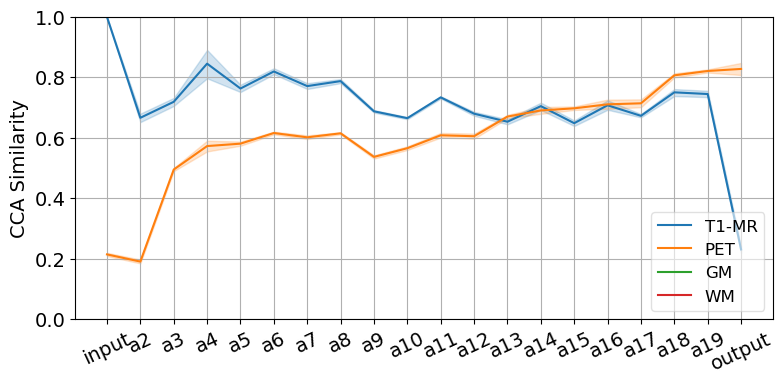 CCA Similarity
1.0
0.8
0.6
0.4
0.2
0.0
input a2 a3 a4 a5 a6 a7 a8 a9 a10 a11 a12 a13 a14 a15 a16 a17 a18 a19 output
T1-MR
PET
GM
WM